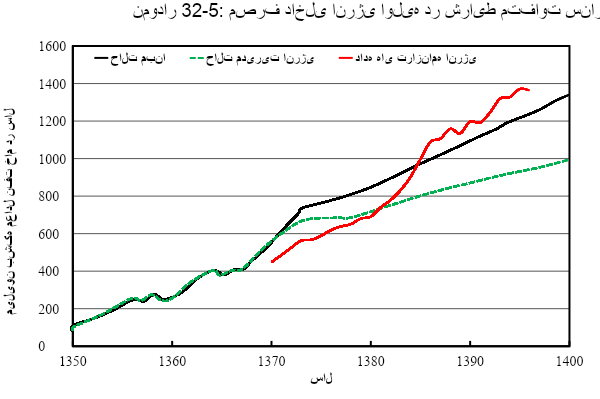 نمودار 32-5: مصرف داخلی انرژی اولیه در شرایط متفاوت سنار
حالت مبنا
حالت مدیریت انرژی
داده های ترازنامه انرژی
میلیون بشکه معادل نفت خام در سال
1600
1400
1200
1000
800
600
400
200
0
1350 1360 1370 1380 1390 1400
سال